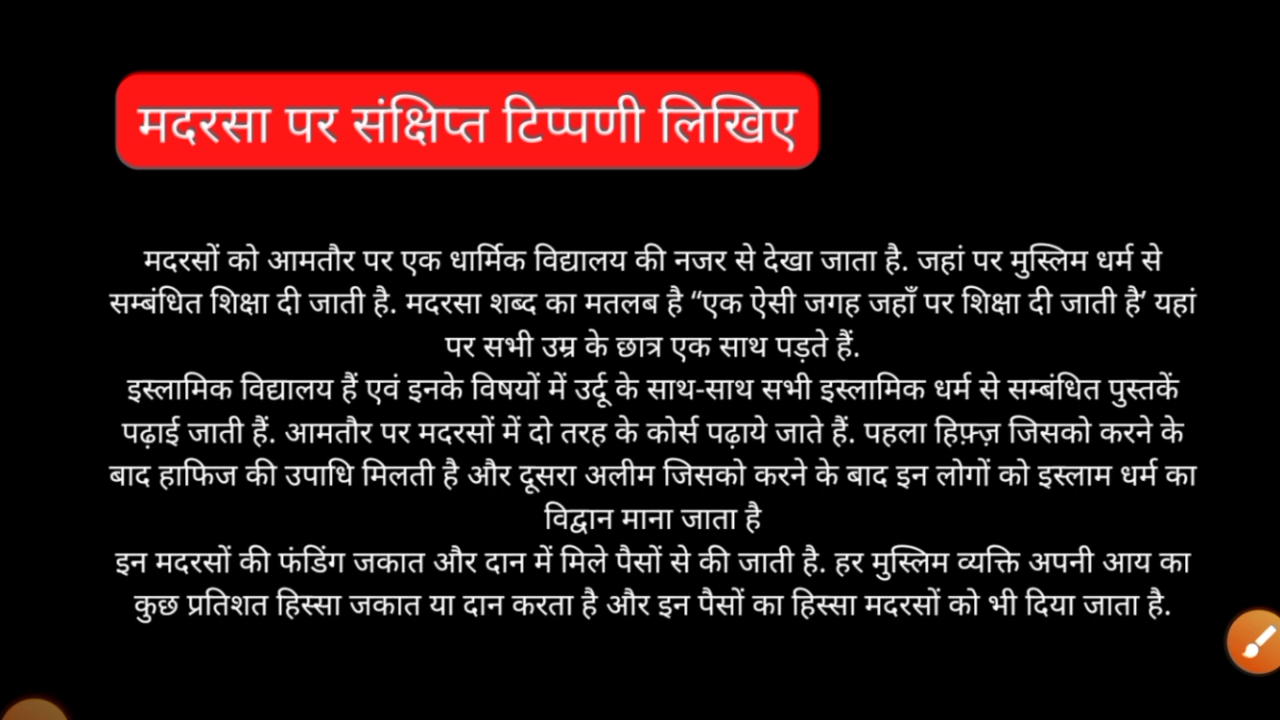 मदरसा पर संक्षिप्त टिप्पणी लिखिए
मदरसों को आमतौर पर एक धार्मिक विद्यालय की नजर से देखा जाता है. जहां पर मुस्लिम धर्म से
सम्बंधित शिक्षा दी जाती है. मदरसा शब्द का मतलब है “एक ऐसी जगह जहाँ पर शिक्षा दी जाती है’ यहां
पर सभी उम्र के छात्र एक साथ पड़ते हैं.
इस्लामिक विद्यालय हैं एवं इनके विषयों में उर्दू के साथ-साथ सभी इस्लामिक धर्म से सम्बंधित पुस्तकें
पढ़ाई जाती हैं. आमतौर पर मदरसों में दो तरह के कोर्स पढ़ाये जाते हैं. पहला हिफ़्ज़ जिसको करने के
बाद हाफिज की उपाधि मिलती है और दूसरा अलीम जिसको करने के बाद इन लोगों को इस्लाम धर्म का
विद्वान माना जाता है
इन मदरसों की फंडिंग जकात और दान में मिले पैसों से की जाती है. हर मुस्लिम व्यक्ति अपनी आय का
कुछ प्रतिशत हिस्सा जकात या दान करता है और इन पैसों का हिस्सा मदरसों को भी दिया जाता है.